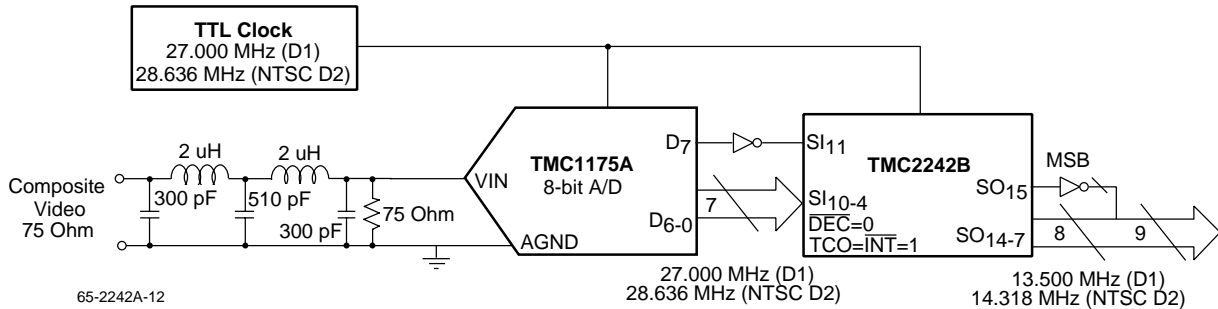 TTL Clock
27.000 MHz (D1)
28.636 MHz (NTSC D2)
Composite
Video
75 Ohm
2 uH
2 uH
300 pF
510 pF
300 pF
75 Ohm
VIN
AGND
TMC1175A
8-bit A/D
D7
D6-0
7
27.000 MHz (D1)
28.636 MHz (NTSC D2)
SI11
SI10-4
DEC=0
TCO=INT=1
TMC2242B
SO15
SO14-7
MSB
8
9
13.500 MHz (D1)
14.318 MHz (NTSC D2)
65-2242A-12